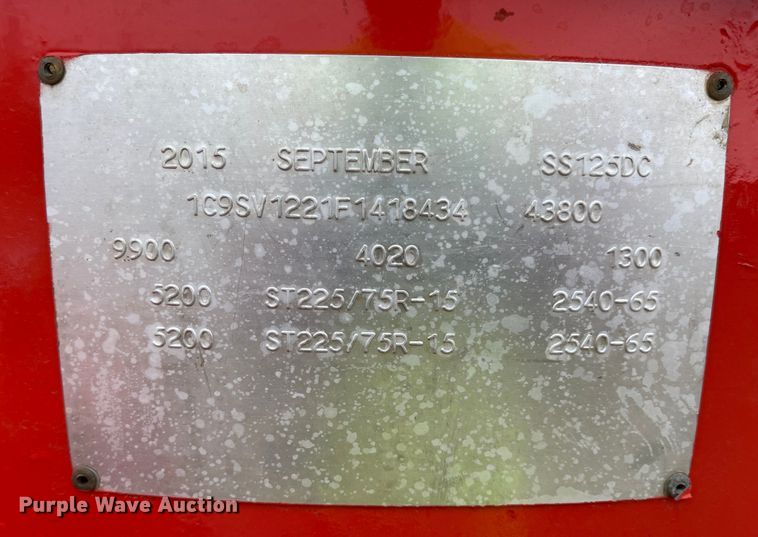 2015 SEPTEMBER SS125DC
1C9SV1221F1418434 43800
9900 4020 1300
5200 ST225/75R-15 2540-65
5200 ST225/75R-15 2540-65
Purple Wave Auction